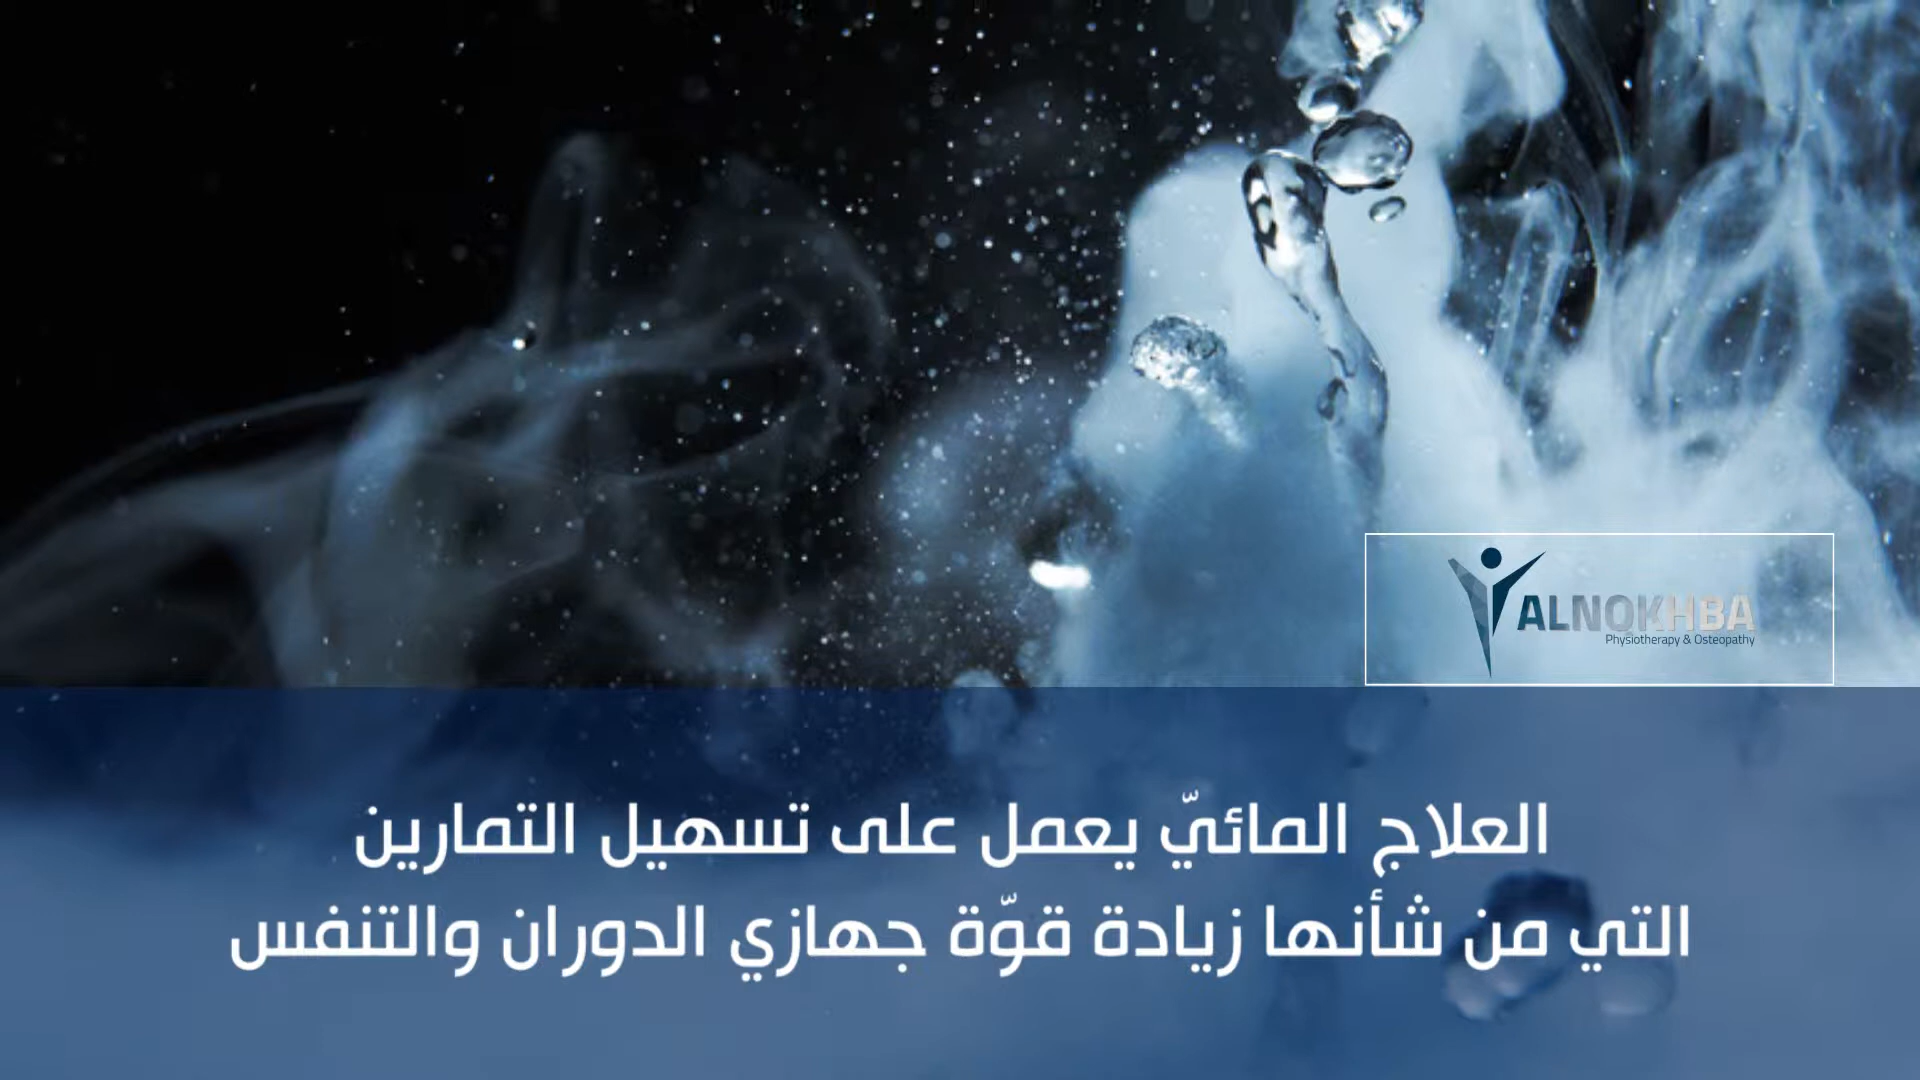 ALNOKHBA
Physiotherapy & Osteopathy
العلاج المائيّ يعمل على تسهيل التمارين
التي من شأنها زيادة قوّة جهازي الدوران والتنفس